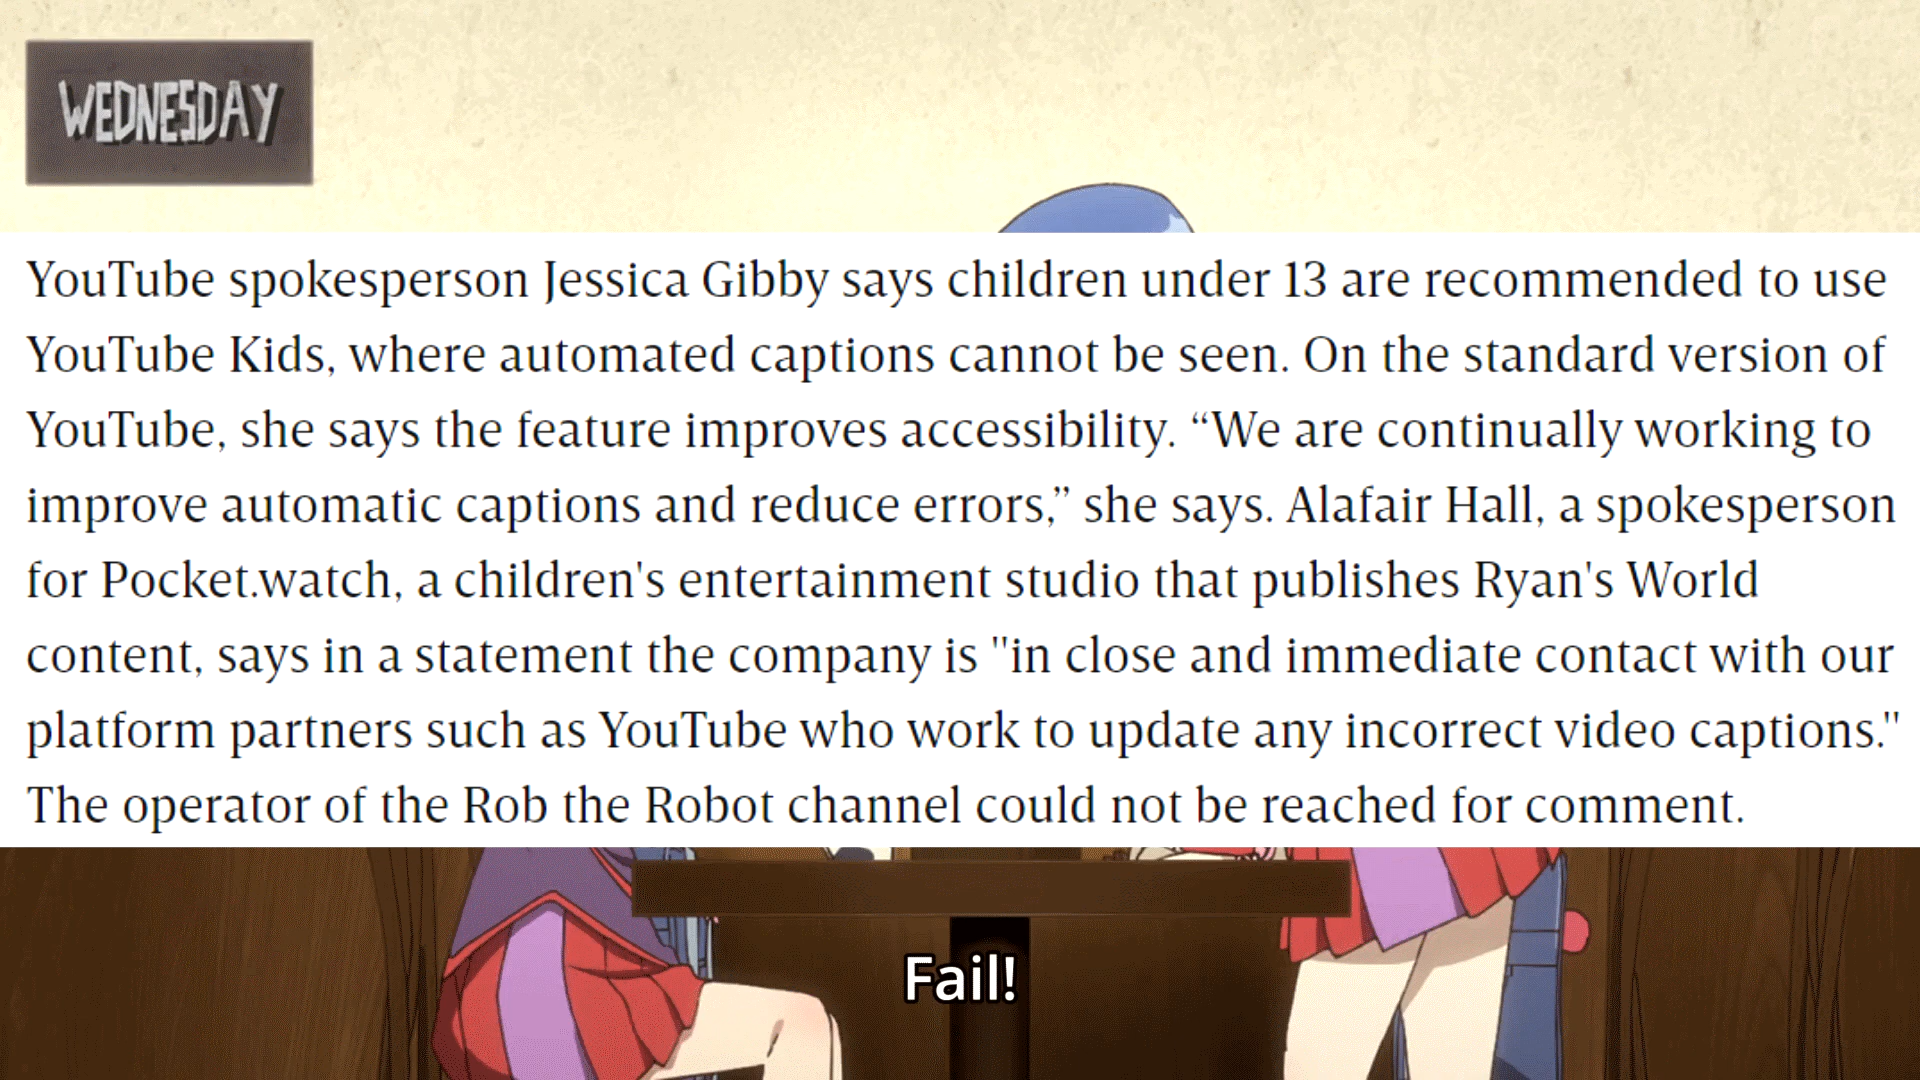 WEDNESDAY
YouTube spokesperson Jessica Gibby says children under 13 are recommended to use
YouTube Kids, where automated captions cannot be seen. On the standard version of
YouTube, she says the feature improves accessibility. “We are continually working to
improve automatic captions and reduce errors,” she says. Alafair Hall, a spokesperson
for Pocket.watch, a children's entertainment studio that publishes Ryan's World
content, says in a statement the company is "in close and immediate contact with our
platform partners such as YouTube who work to update any incorrect video captions."
The operator of the Rob the Robot channel could not be reached for comment.
Fail!